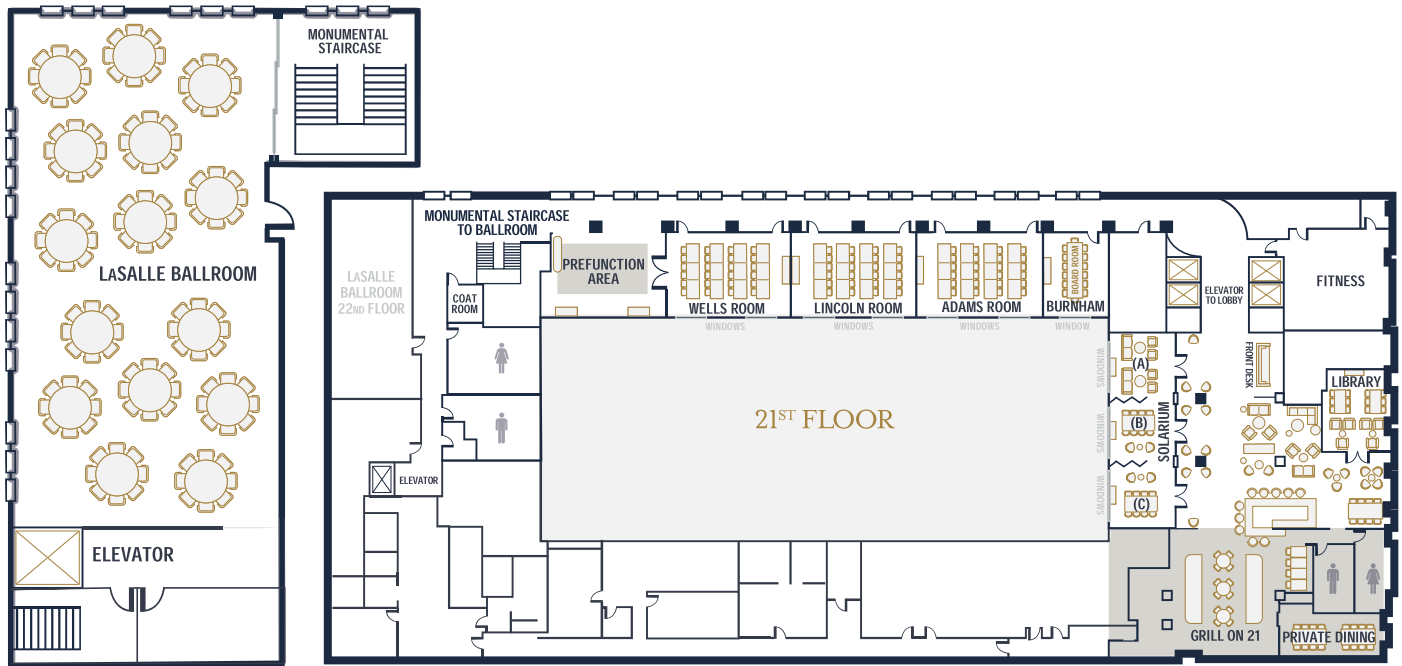 MONUMENTAL
STAIRCASE
LASALLE BALLROOM
ELEVATOR
MONUMENTAL STAIRCASE
TO BALLROOM
LASALLE
BALLROOM
22ND FLOOR
COAT
ROOM
PREFUNCTION
AREA
WELLS ROOM
LINCOLN ROOM
ADAMS ROOM
BOARD ROOM
BURNHAM
WINDOWS
WINDOWS
WINDOWS
WINDOW
ELEVATOR
TO LOBBY
FITNESS
FRONT DESK
LIBRARY
WINDOWS
WINDOWS
WINDOWS
(A)
(B)
(C)
SOLARIUM
21ST FLOOR
ELEVATOR
GRILL ON 21
PRIVATE DINING